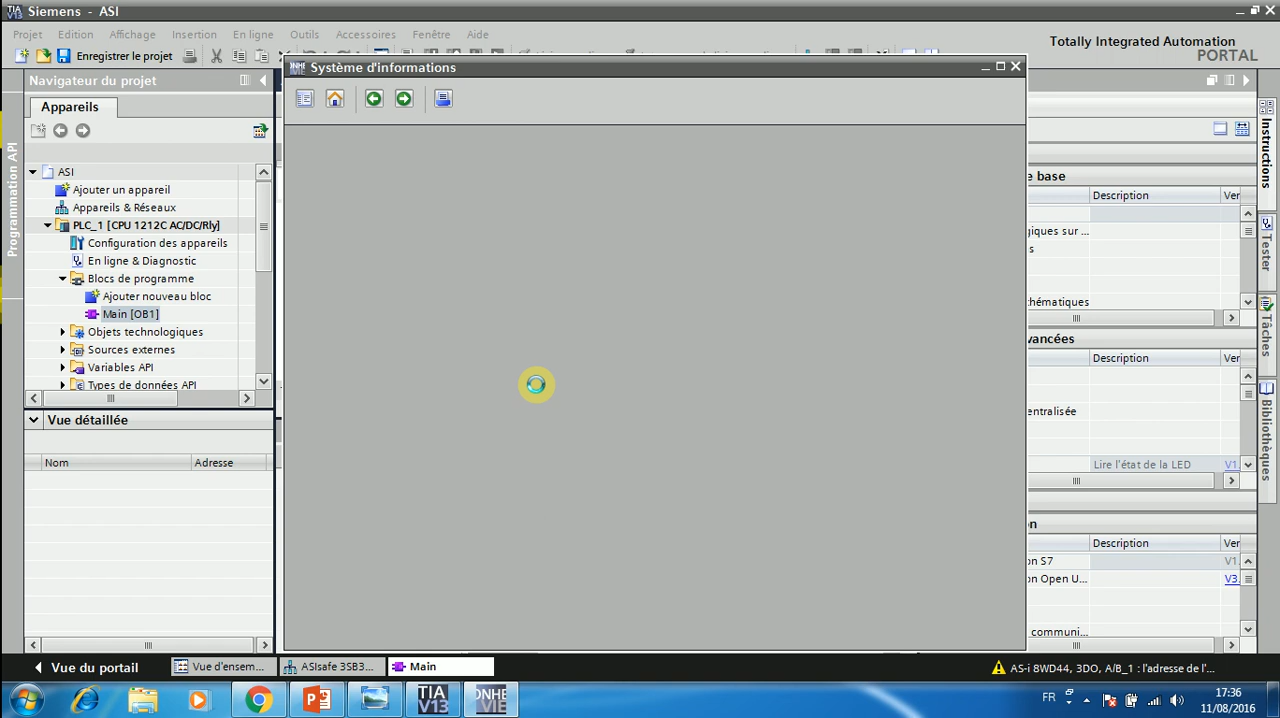 TIA V13 Siemens - ASI
Projet Edition Affichage Insertion En ligne Outils Accessoires Fenêtre Aide
Enregistrer le projet
Totally Integrated Automation
PORTAL
Navigateur du projet
Appareils
Programmation API
ASI
Ajouter un appareil
Appareils & Réseaux
PLC_1 [CPU 1212C AC/DC/Rly]
Configuration des appareils
En ligne & Diagnostic
Blocs de programme
Ajouter nouveau bloc
Main [OB1]
Objets technologiques
Sources externes
Variables API
Types de données API
Vue détaillée
Nom Adresse
Système d'informations
e base
Description Ver
giques sur ...
s
thématiques
vancées
Description
entralisée
Lire l'état de la LED V1.
on
Description Ver
on S7 V1.
on Open U... V3.
communi...
Instructions
Tester
Tâches
Bibliothèques
Vue du portail
Vue d'ensem...
ASIsafe 3SB3...
Main
AS-i 8WD44, 3DO, A/B_1 : l'adresse de l'...
TIA V13
FR
17:36
11/08/2016